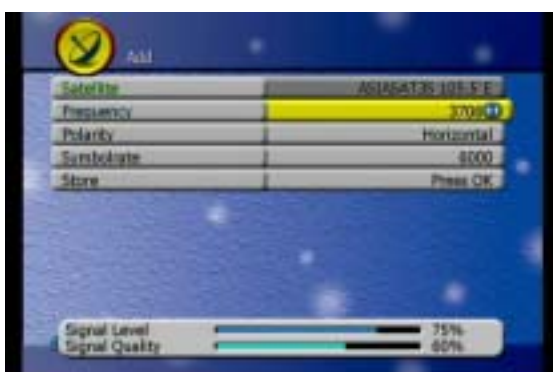 Add
Satellite ASIASAT3S 105.5 E
Frequency 3706
Polarity Horizontal
Symbolrate 6000
Store Press OK
Signal Level 75%
Signal Quality 60%